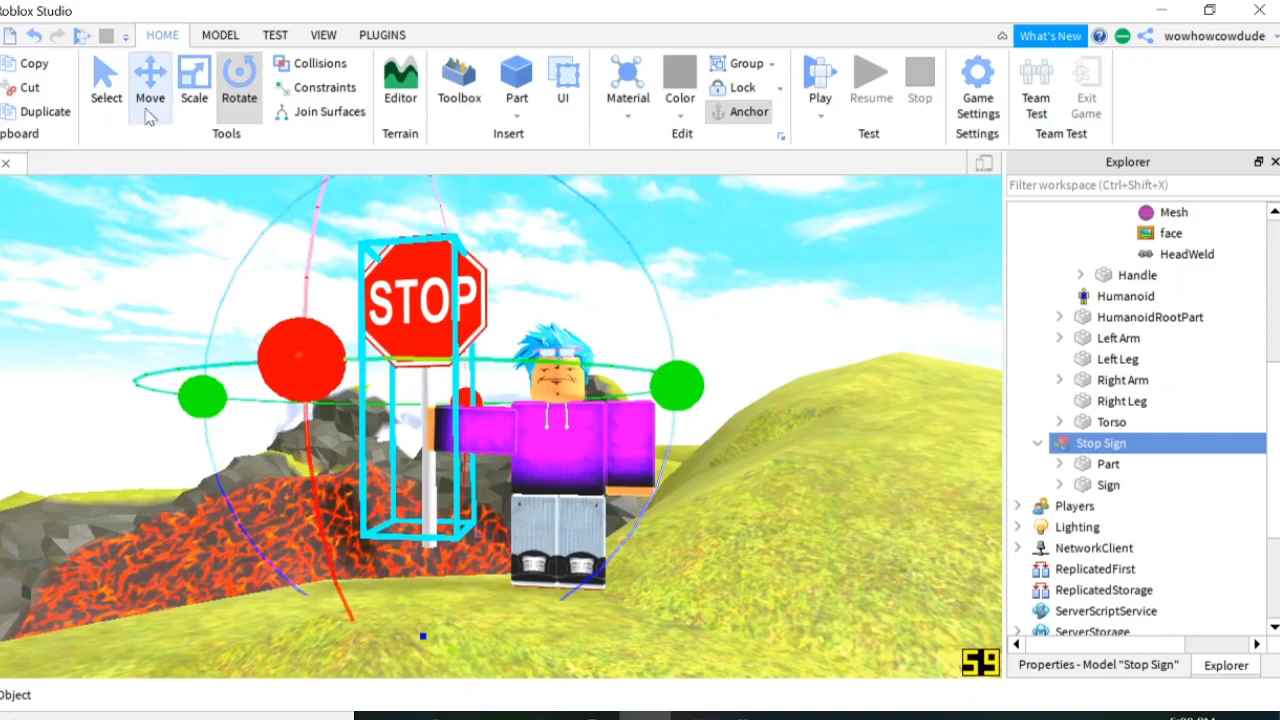 Roblox Studio
HOME MODEL TEST VIEW PLUGINS
What's New wowhowcowdude
Copy
Cut
Duplicate
pboard
Select Move Scale Rotate
Collisions
Constraints
Join Surfaces
Tools
Editor
Terrain
Toolbox Part UI
Insert
Material Color
Group
Lock
Anchor
Edit
Play Resume Stop
Test
Game
Settings
Settings
Team
Test
Exit
Game
Team Test
Explorer
Filter workspace (Ctrl+Shift+X)
Mesh
face
HeadWeld
Handle
Humanoid
HumanoidRootPart
Left Arm
Left Leg
Right Arm
Right Leg
Torso
Stop Sign
Part
Sign
Players
Lighting
NetworkClient
ReplicatedFirst
ReplicatedStorage
ServerScriptService
ServerStorage
Properties - Model "Stop Sign" Explorer
STOP
59
Object